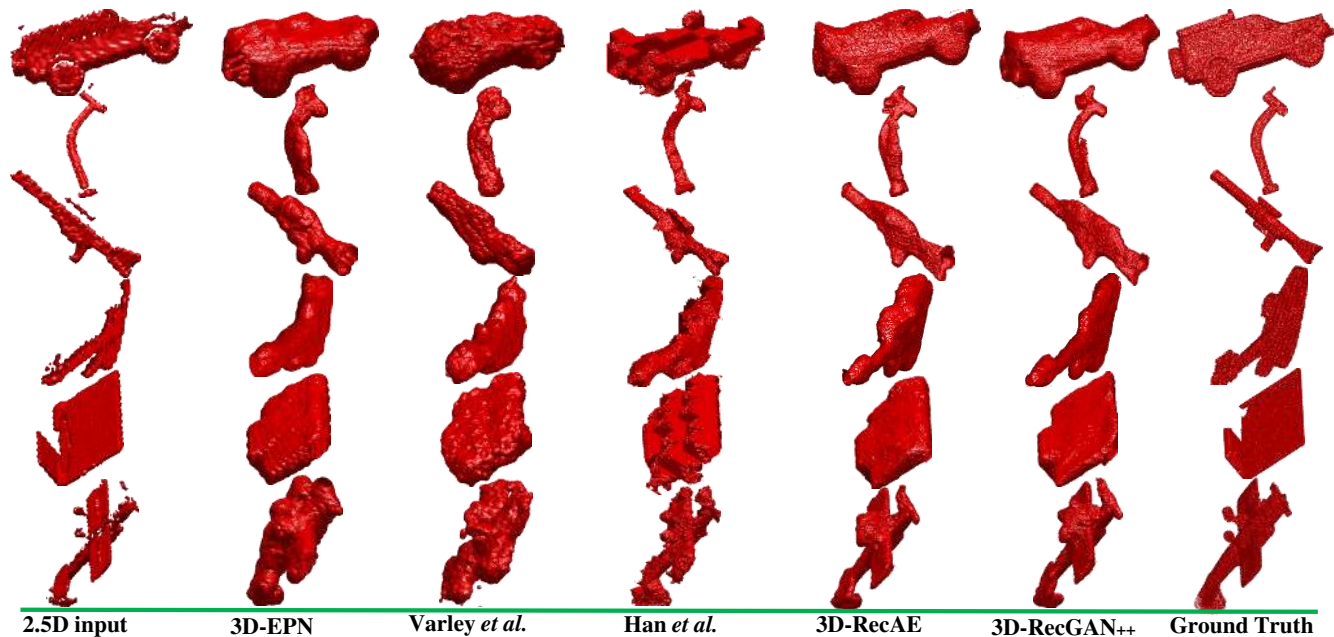 2.5D input 3D-EPN Varley et al. Han et al. 3D-RecAE 3D-RecGAN++ Ground Truth